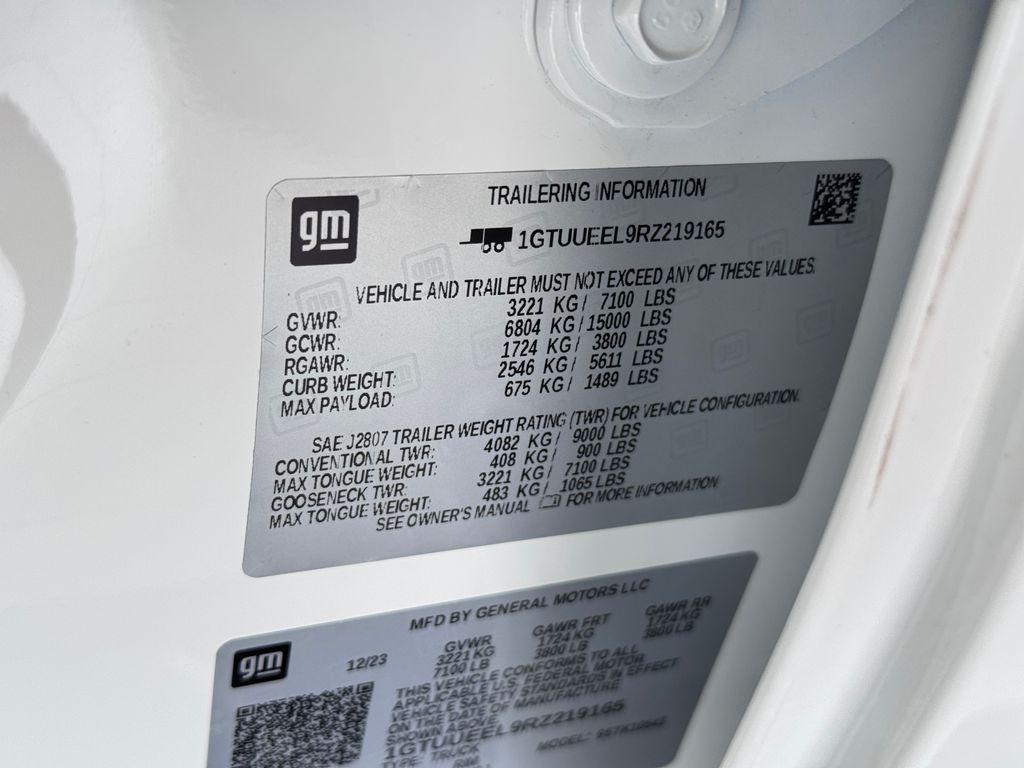 gm
TRAILERING INFORMATION
1GTUUEEL9RZ219165
VEHICLE AND TRAILER MUST NOT EXCEED ANY OF THESE VALUES.
GVWR: 3221 KG / 7100 LBS
GCWR: 6804 KG / 15000 LBS
RGAWR: 1724 KG / 3800 LBS
CURB WEIGHT: 2546 KG / 5611 LBS
MAX PAYLOAD: 675 KG / 1489 LBS
SAE J2807 TRAILER WEIGHT RATING (TWR) FOR VEHICLE CONFIGURATION.
CONVENTIONAL TWR: 4082 KG / 9000 LBS
MAX TONGUE WEIGHT: 408 KG / 900 LBS
GOOSENECK TWR: 3221 KG / 7100 LBS
MAX TONGUE WEIGHT: 483 KG / 1065 LBS
SEE OWNER'S MANUAL FOR MORE INFORMATION
gm
MFD BY GENERAL MOTORS LLC
12/23 GVWR GAWR FRT GAWR RR
3221 KG 1724 KG 1724 KG
7100 LB 3800 LB 3800 LB
THIS VEHICLE CONFORMS TO ALL
APPLICABLE U.S. FEDERAL MOTOR
VEHICLE SAFETY STANDARDS IN EFFECT
ON THE DATE OF MANUFACTURE
SHOWN ABOVE.
1GTUUEEL9RZ219165
TYPE: TRUCK MODEL:
RIM